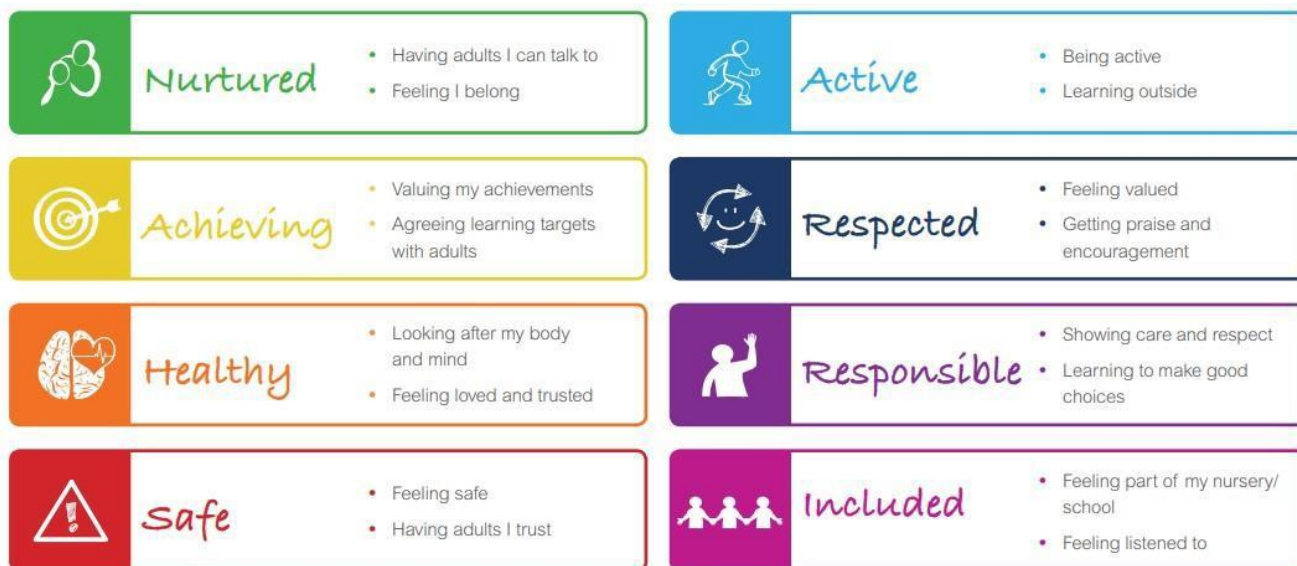 Nurtured
Having adults I can talk to
Feeling I belong
Active
Being active
Learning outside
Achieving
Valuing my achievements
Agreeing learning targets
with adults
Respected
Feeling valued
Getting praise and
encouragement
Healthy
Looking after my body
and mind
Feeling loved and trusted
Responsible
Showing care and respect
Learning to make good
choices
Safe
Feeling safe
Having adults I trust
Included
Feeling part of my nursery/
school
Feeling listened to